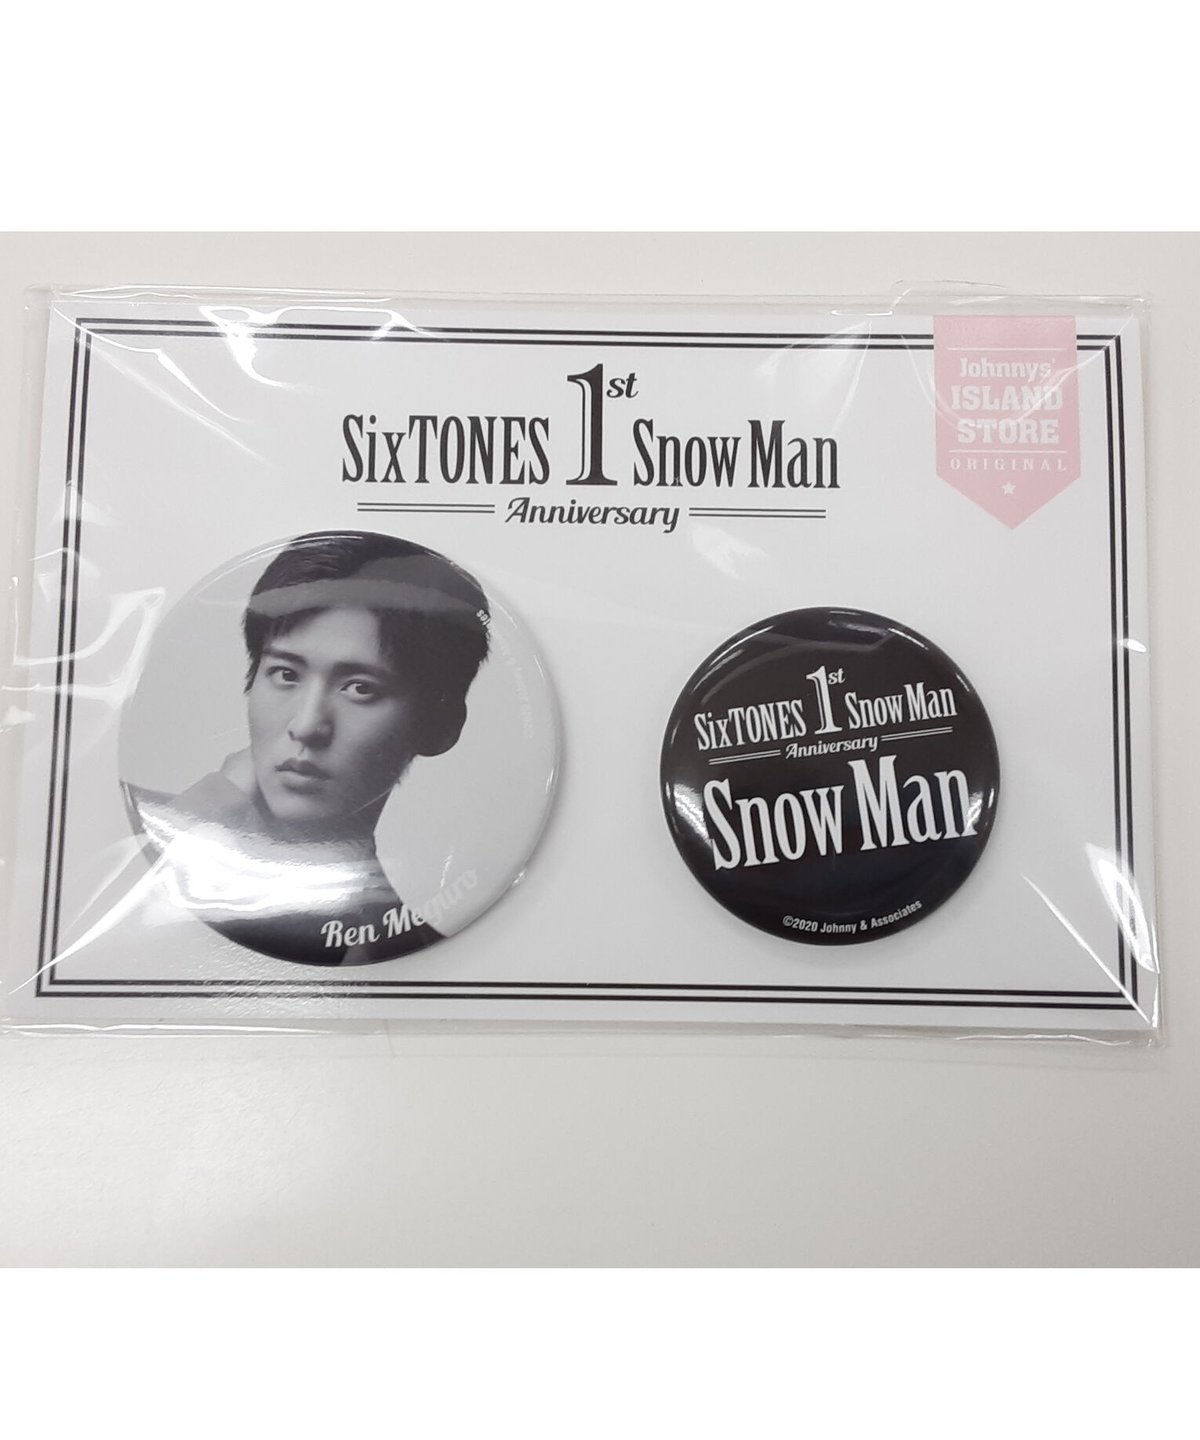 SixTONES 1st Snow Man
Anniversary
Johnnys'
ISLAND
STORE
ORIGINAL
Ren Meguro
SixTONES 1st Snow Man
Anniversary
Snow Man
©2020 Johnny & Associates